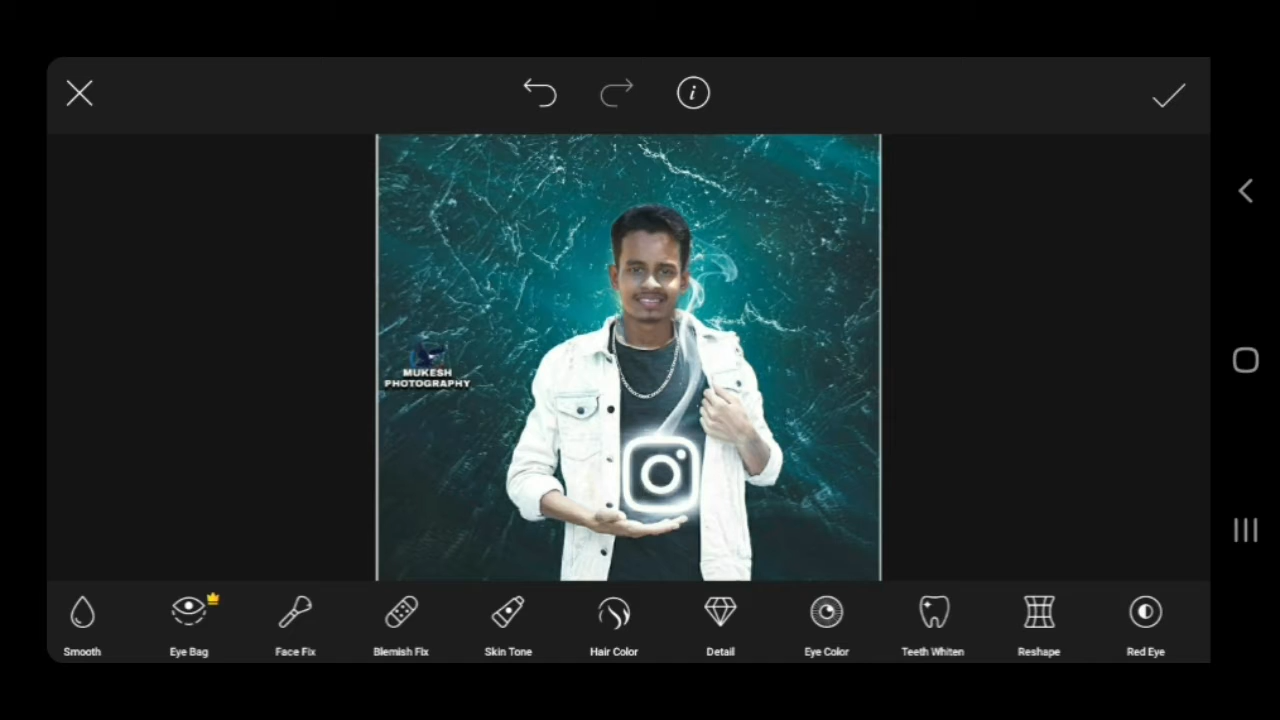 MUKESH
PHOTOGRAPHY
Smooth
Eye Bag
Face Fix
Blemish Fix
Skin Tone
Hair Color
Detail
Eye Color
Teeth Whiten
Reshape
Red Eye